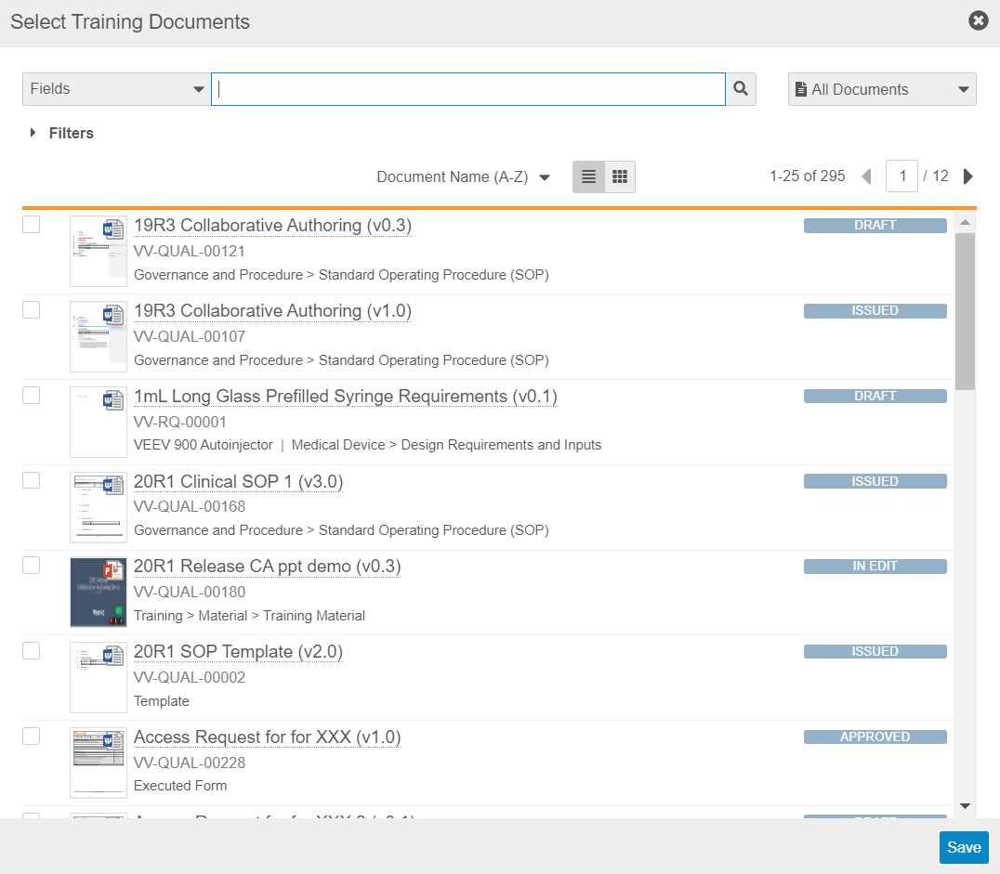 Select Training Documents
Fields
All Documents
Filters
Document Name (A-Z)
1-25 of 295
1 / 12
19R3 Collaborative Authoring (v0.3)
DRAFT
VV-QUAL-00121
Governance and Procedure > Standard Operating Procedure (SOP)
19R3 Collaborative Authoring (v1.0)
ISSUED
VV-QUAL-00107
Governance and Procedure > Standard Operating Procedure (SOP)
1mL Long Glass Prefilled Syringe Requirements (v0.1)
DRAFT
VV-RQ-00001
VEEV 900 Autoinjector | Medical Device > Design Requirements and Inputs
20R1 Clinical SOP 1 (v3.0)
ISSUED
VV-QUAL-00168
Governance and Procedure > Standard Operating Procedure (SOP)
20R1 Release CA ppt demo (v0.3)
IN EDIT
VV-QUAL-00180
Training > Material > Training Material
20R1 SOP Template (v2.0)
ISSUED
VV-QUAL-00002
Template
Access Request for for XXX (v1.0)
APPROVED
VV-QUAL-00228
Executed Form
Save